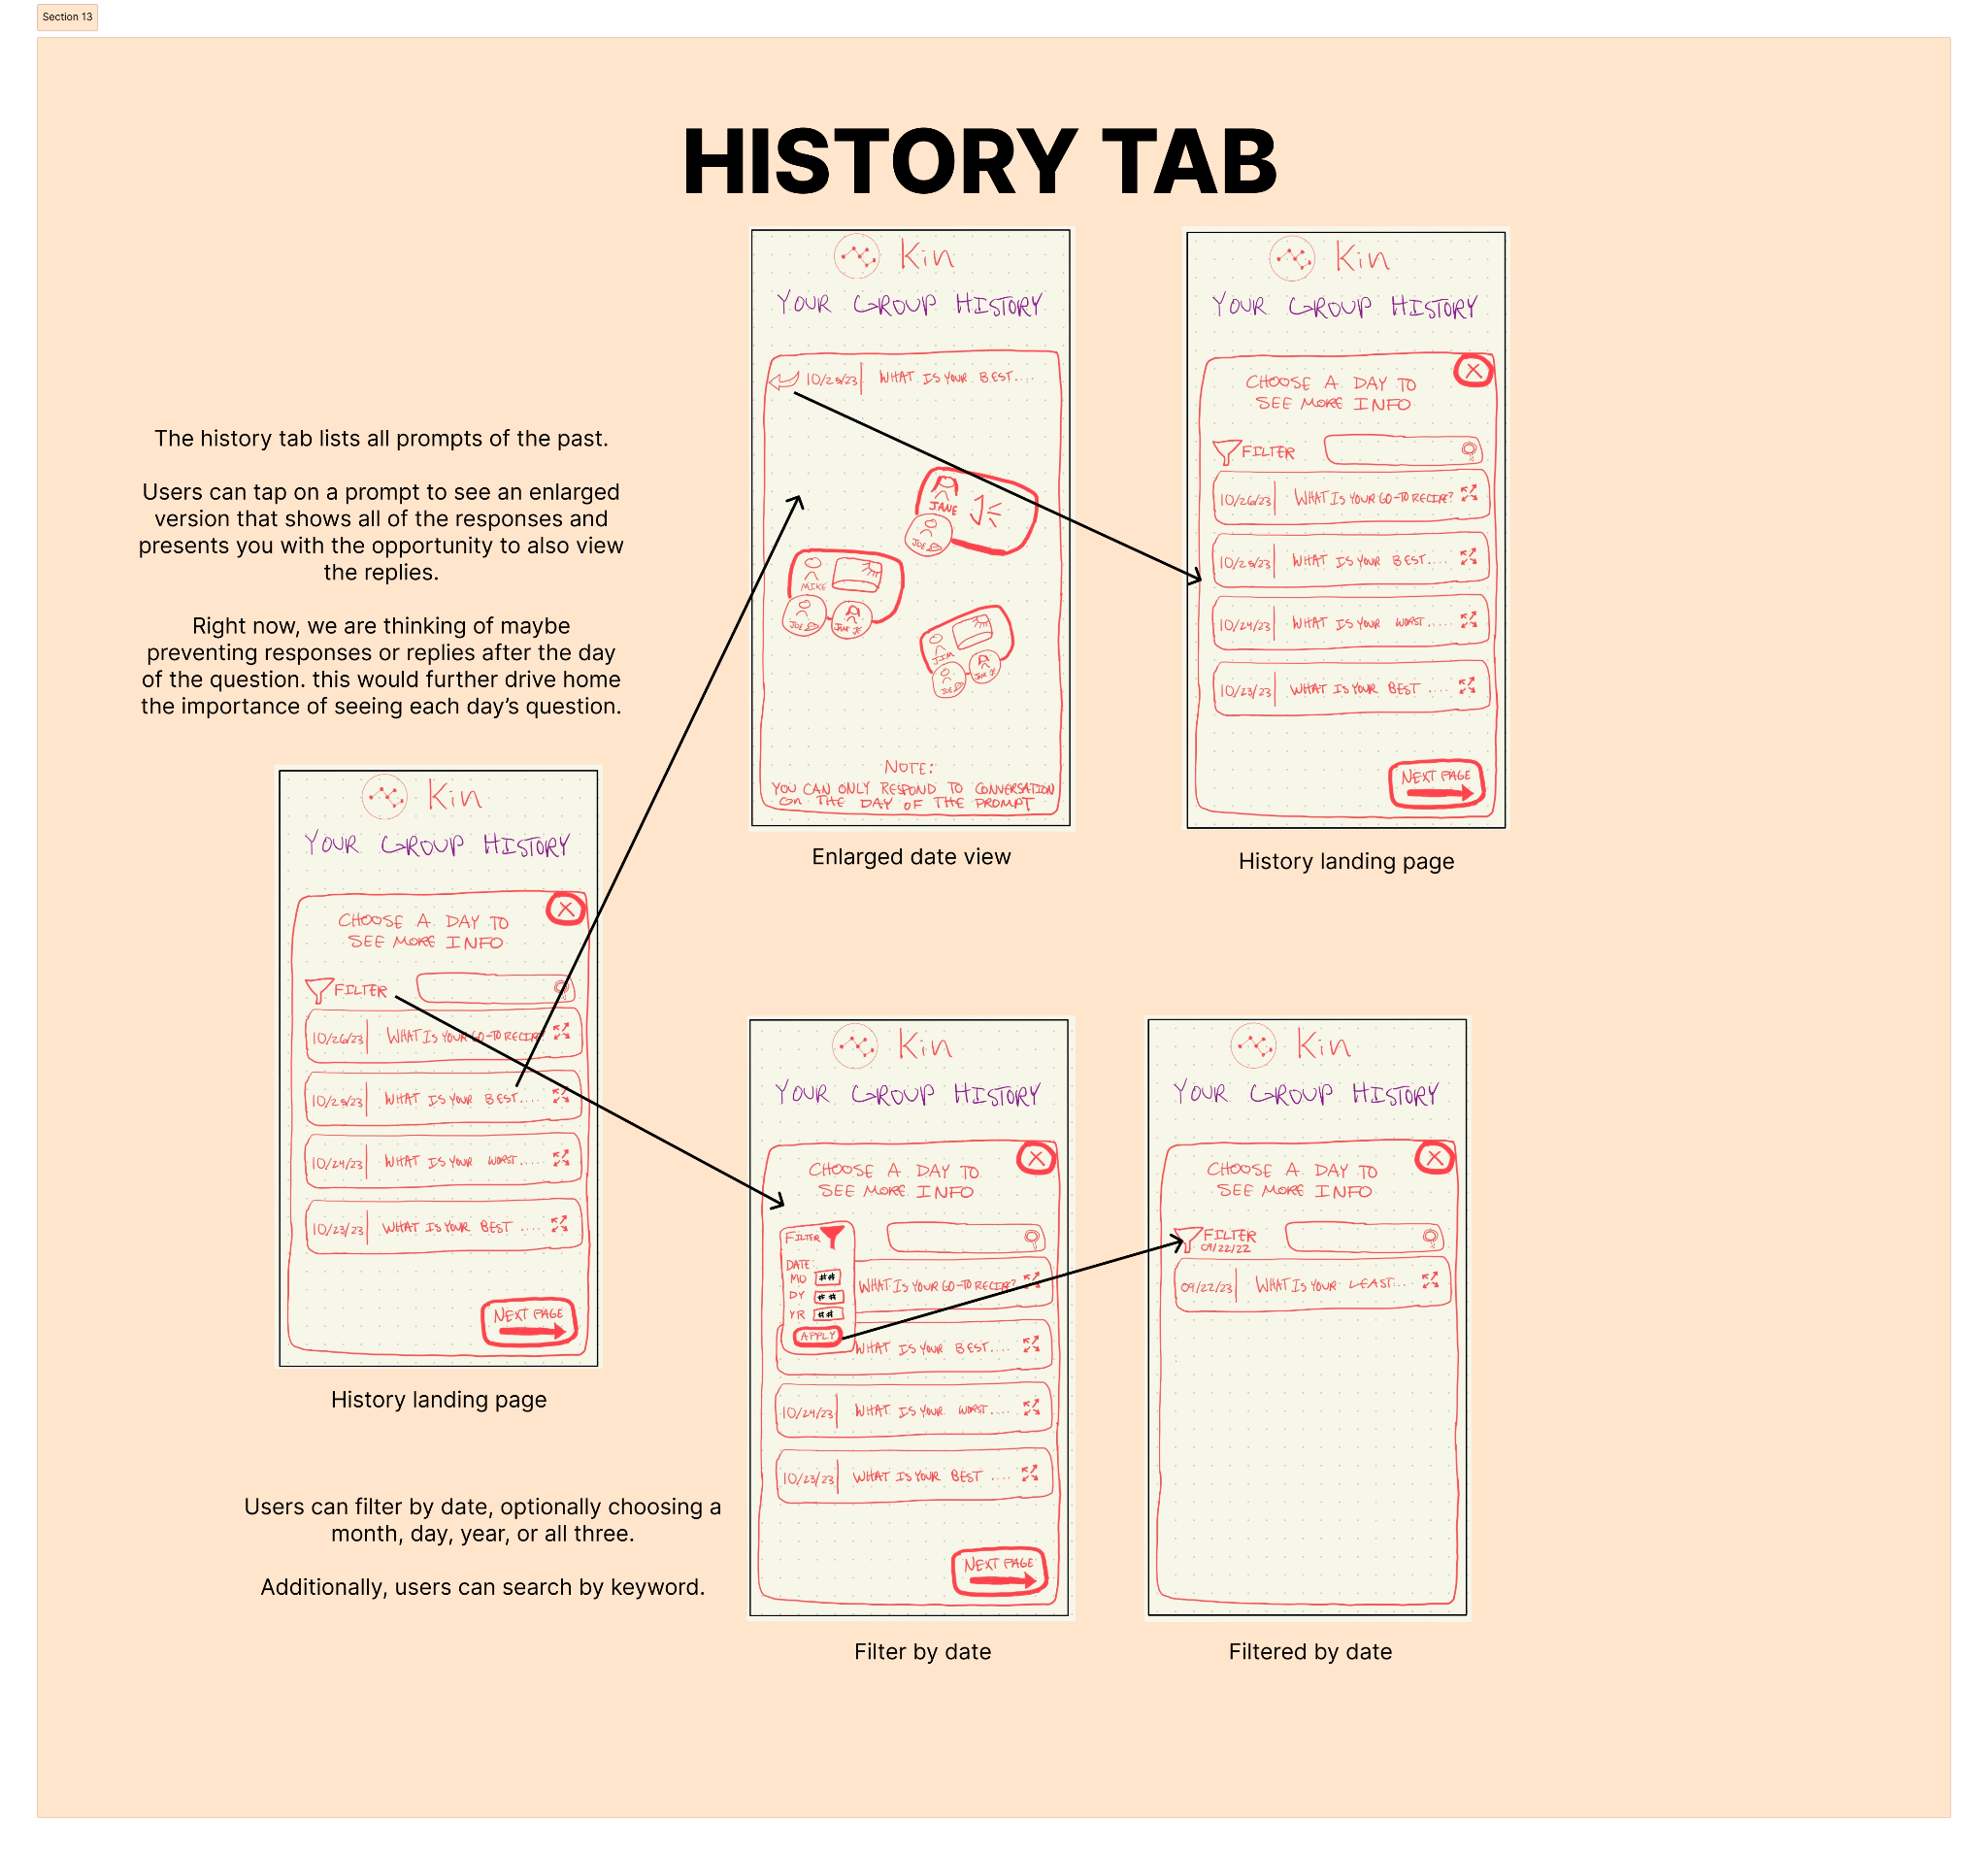 Section 13
HISTORY TAB
The history tab lists all prompts of the past.
Users can tap on a prompt to see an enlarged
version that shows all of the responses and
presents you with the opportunity to also view
the replies.
Right now, we are thinking of maybe
preventing responses or replies after the day
of the question. this would further drive home
the importance of seeing each day’s question.
Kin
YOUR GROUP HISTORY
10/25/23 WHAT IS YOUR BEST....
JANE
JOE
MIKE
JOE
JANE JR
JIM
JOE
JANE JR
NOTE:
YOU CAN ONLY RESPOND TO CONVERSATION
ON THE DAY OF THE PROMPT
Enlarged date view
Kin
YOUR GROUP HISTORY
CHOOSE A DAY TO
SEE MORE INFO
FILTER
10/26/23 WHAT IS YOUR GO-TO RECIPE?
10/25/23 WHAT IS YOUR BEST....
10/24/23 WHAT IS YOUR WORST.....
10/23/23 WHAT IS YOUR BEST ....
NEXT PAGE
History landing page
Kin
YOUR GROUP HISTORY
CHOOSE A DAY TO
SEE MORE INFO
FILTER
10/26/23 WHAT IS YOUR GO-TO RECIPE?
10/25/23 WHAT IS YOUR BEST....
10/24/23 WHAT IS YOUR WORST.....
10/23/23 WHAT IS YOUR BEST ....
NEXT PAGE
History landing page
Users can filter by date, optionally choosing a
month, day, year, or all three.
Additionally, users can search by keyword.
Kin
YOUR GROUP HISTORY
CHOOSE A DAY TO
SEE MORE INFO
FILTER
DATE:
MO ##
DY ##
YR ##
APPLY
WHAT IS YOUR GO-TO RECIPE?
WHAT IS YOUR BEST....
10/24/23 WHAT IS YOUR WORST.....
10/23/23 WHAT IS YOUR BEST ....
NEXT PAGE
Filter by date
Kin
YOUR GROUP HISTORY
CHOOSE A DAY TO
SEE MORE INFO
FILTER
09/22/22
09/22/23 WHAT IS YOUR LEAST...
Filtered by date